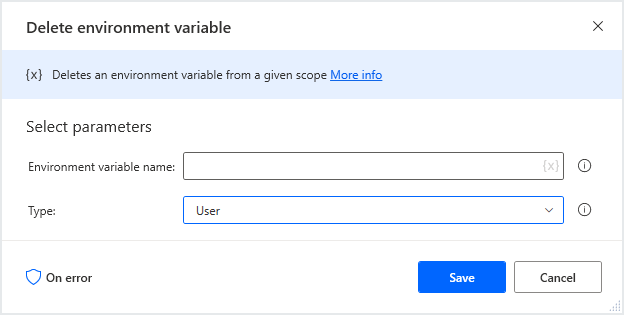 Delete environment variable
{x} Deletes an environment variable from a given scope More info
Select parameters
Environment variable name: {x}
Type: User
On error Save Cancel